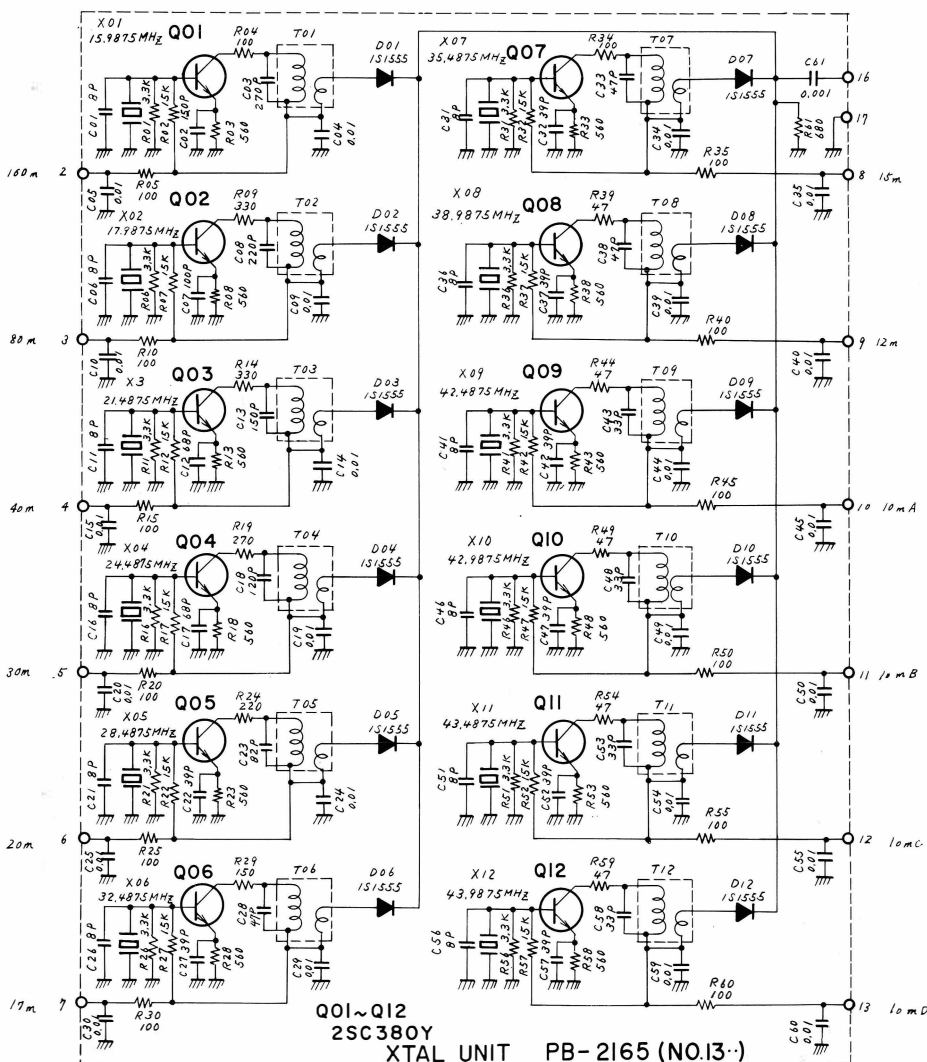 X01
15.9875MHz
Q01
R04
100
T01
D01
1S1555
C01 8P
R01 3.3K
R02 15K
C02 150P
R03 560
C03 270P
C04 0.01
160m 2
C05 0.01
R05
100
X02
17.9875MHz
Q02
R09
330
T02
D02
1S1555
C06 8P
R06 3.3K
R07 15K
C07 100P
R08 560
C08 220P
C09 0.01
80m 3
C10 0.01
R10
100
X3
21.4875MHz
Q03
R14
330
T03
D03
1S1555
C11 8P
R11 3.3K
R12 15K
C12 68P
R13 560
C13 150P
C14 0.01
40m 4
C15 0.01
R15
100
X04
24.4875MHz
Q04
R19
270
T04
D04
1S1555
C16 8P
R16 3.3K
R17 15K
C17 68P
R18 560
C18 120P
C19 0.01
30m 5
C20 0.01
R20
100
X05
28.4875MHz
Q05
R24
220
T05
D05
1S1555
C21 8P
R21 3.3K
R22 15K
C22 39P
R23 560
C23 82P
C24 0.01
20m 6
C25 0.01
R25
100
X06
32.4875MHz
Q06
R29
150
T06
D06
1S1555
C26 8P
R26 3.3K
R27 15K
C27 39P
R28 560
C28 47P
C29 0.01
17m 7
C30 0.01
R30
100
X07
35.4875MHz
Q07
R34
100
T07
D07
1S1555
C61
0.001
16
17
R61 680
C31 8P
15K
C32 39P
R33 560
C33 47P
C34 0.01
R35
100
8 15m
C35 0.01
X08
38.9875MHz
Q08
R39
47
T08
D08
1S1555
C36 8P
R36 3.3K
R37 15K
C37 39P
R38 560
C38 42P
C39 0.01
R40
100
9 12m
C40 0.01
X09
42.4875MHz
Q09
R44
47
T09
D09
1S1555
C41 8P
R41 3.3K
R42 15K
C42 39P
R43 560
C43 33P
C44 0.01
R45
100
10 10mA
C45 0.01
X10
42.9875MHz
Q10
R49
47
T10
D10
1S1555
C46 8P
R46 3.3K
R47 15K
C47 39P
R48 560
C48 33P
C49 0.01
R50
100
11 10mB
C50 0.01
X11
43.4875MHz
Q11
R54
47
T11
D11
1S1555
C51 8P
R51 3.3K
R52 15K
C52 39P
R53 560
C53 33P
C54 0.01
R55
100
12 10mC
C55 0.01
X12
43.9875MHz
Q12
R59
47
T12
D12
1S1555
C56 8P
R56 3.3K
R57 15K
C57 39P
R58 560
C58 33P
C59 0.01
R60
100
13 10mD
C60 0.01
Q01~Q12
2SC380Y
XTAL UNIT PB-2165 (NO.13··)